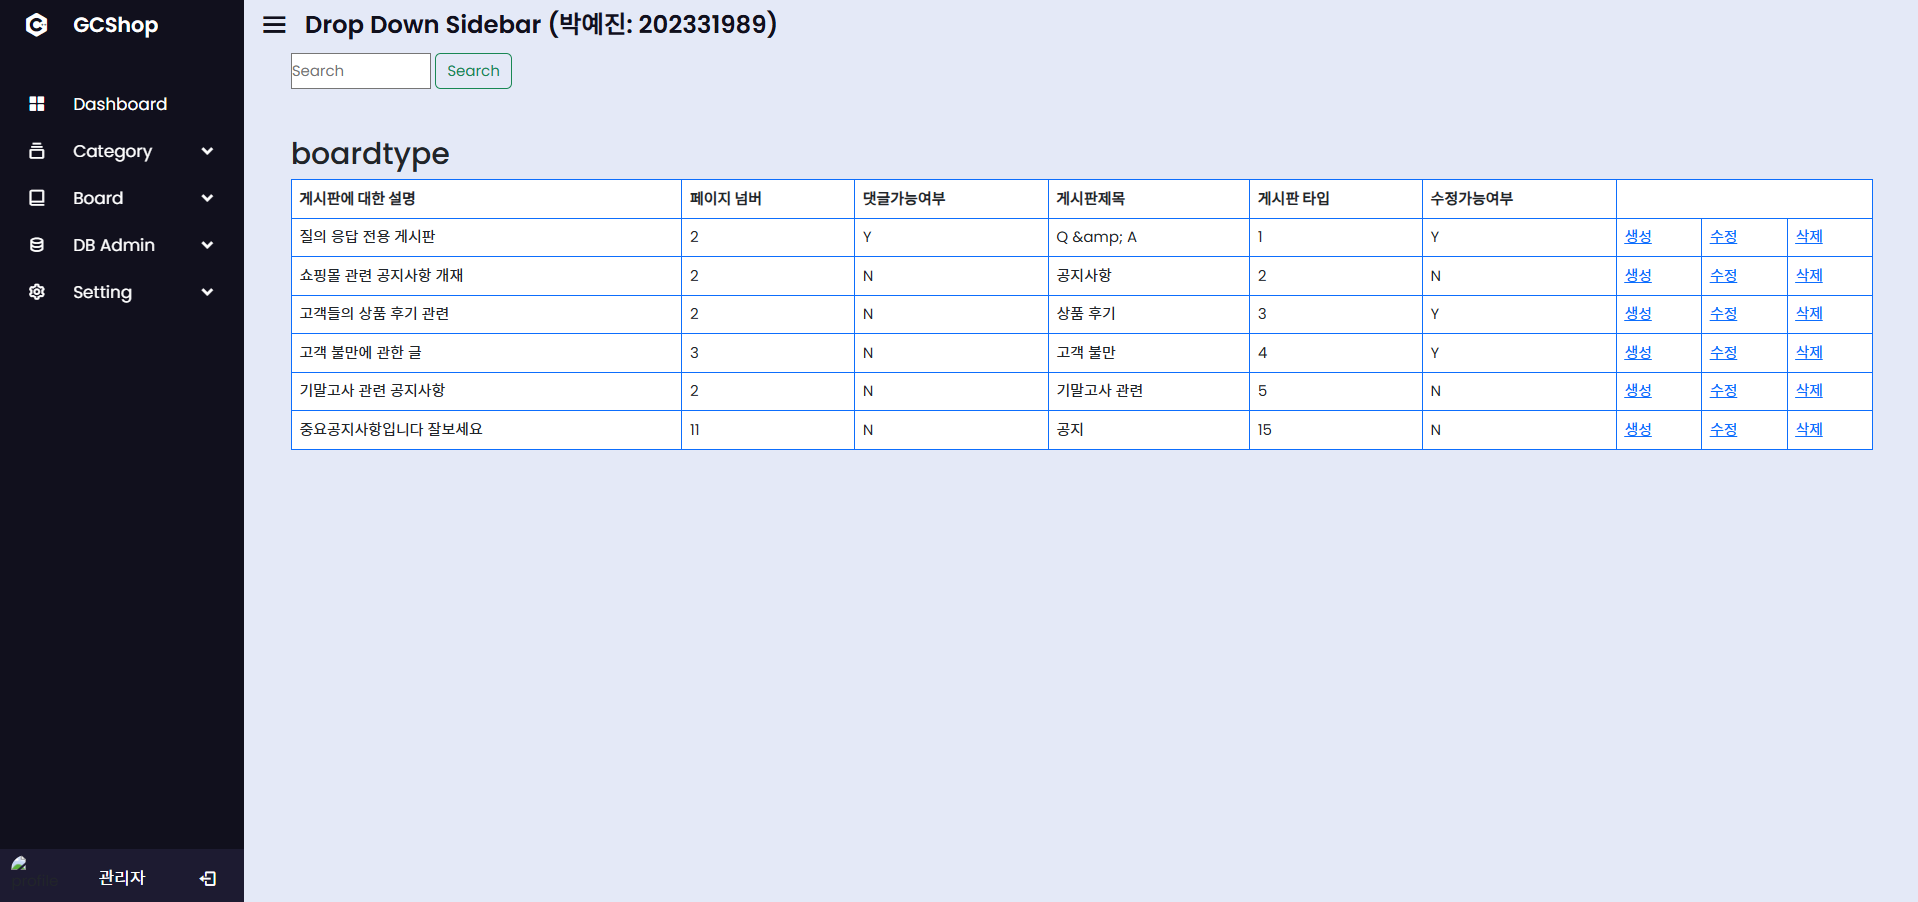 GCShop
Dashboard
Category
Board
DB Admin
Setting
profile
관리자
Drop Down Sidebar (박예진: 202331989)
Search Search
boardtype
게시판에 대한 설명 페이지 넘버 댓글가능여부 게시판제목 게시판 타입 수정가능여부
질의 응답 전용 게시판 2 Y Q &amp; A 1 Y 생성 수정 삭제
쇼핑몰 관련 공지사항 개재 2 N 공지사항 2 N 생성 수정 삭제
고객들의 상품 후기 관련 2 N 상품 후기 3 Y 생성 수정 삭제
고객 불만에 관한 글 3 N 고객 불만 4 Y 생성 수정 삭제
기말고사 관련 공지사항 2 N 기말고사 관련 5 N 생성 수정 삭제
중요공지사항입니다 잘보세요 11 N 공지 15 N 생성 수정 삭제